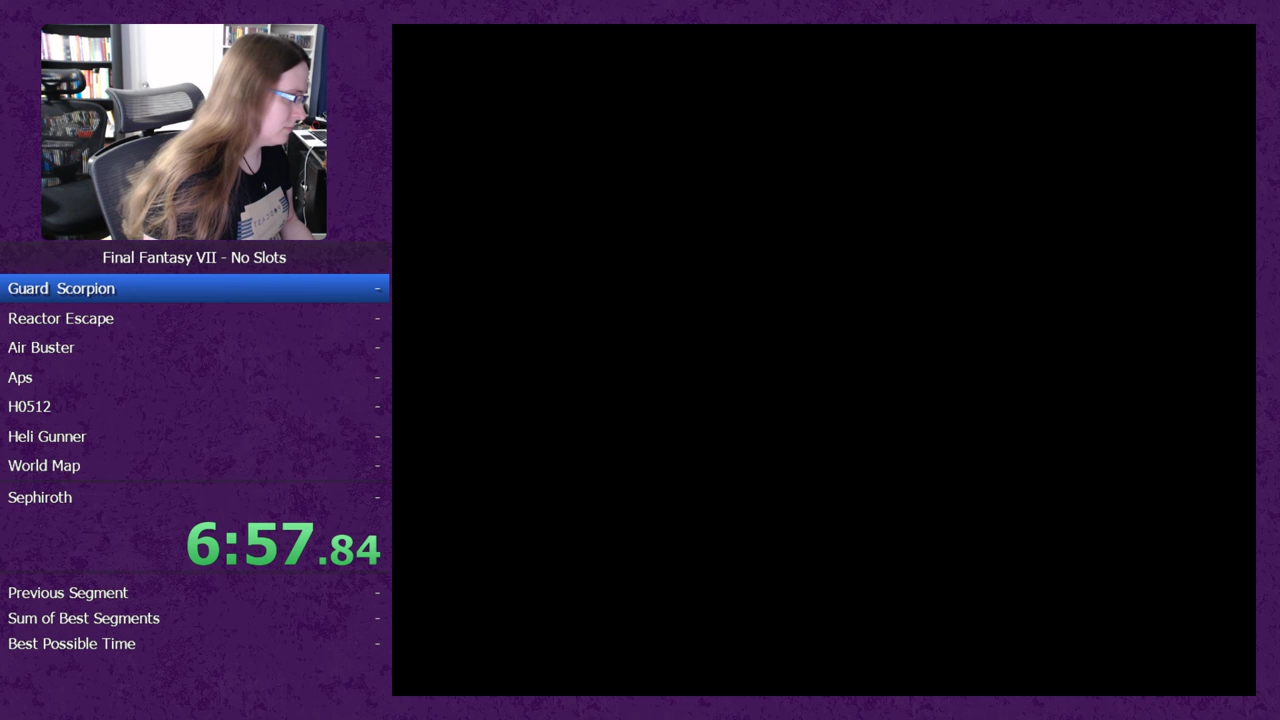 Final Fantasy VII - No Slots
Guard Scorpion -
Reactor Escape -
Air Buster -
Aps -
H0512 -
Heli Gunner -
World Map -
Sephiroth -
6:57.84
Previous Segment -
Sum of Best Segments -
Best Possible Time -